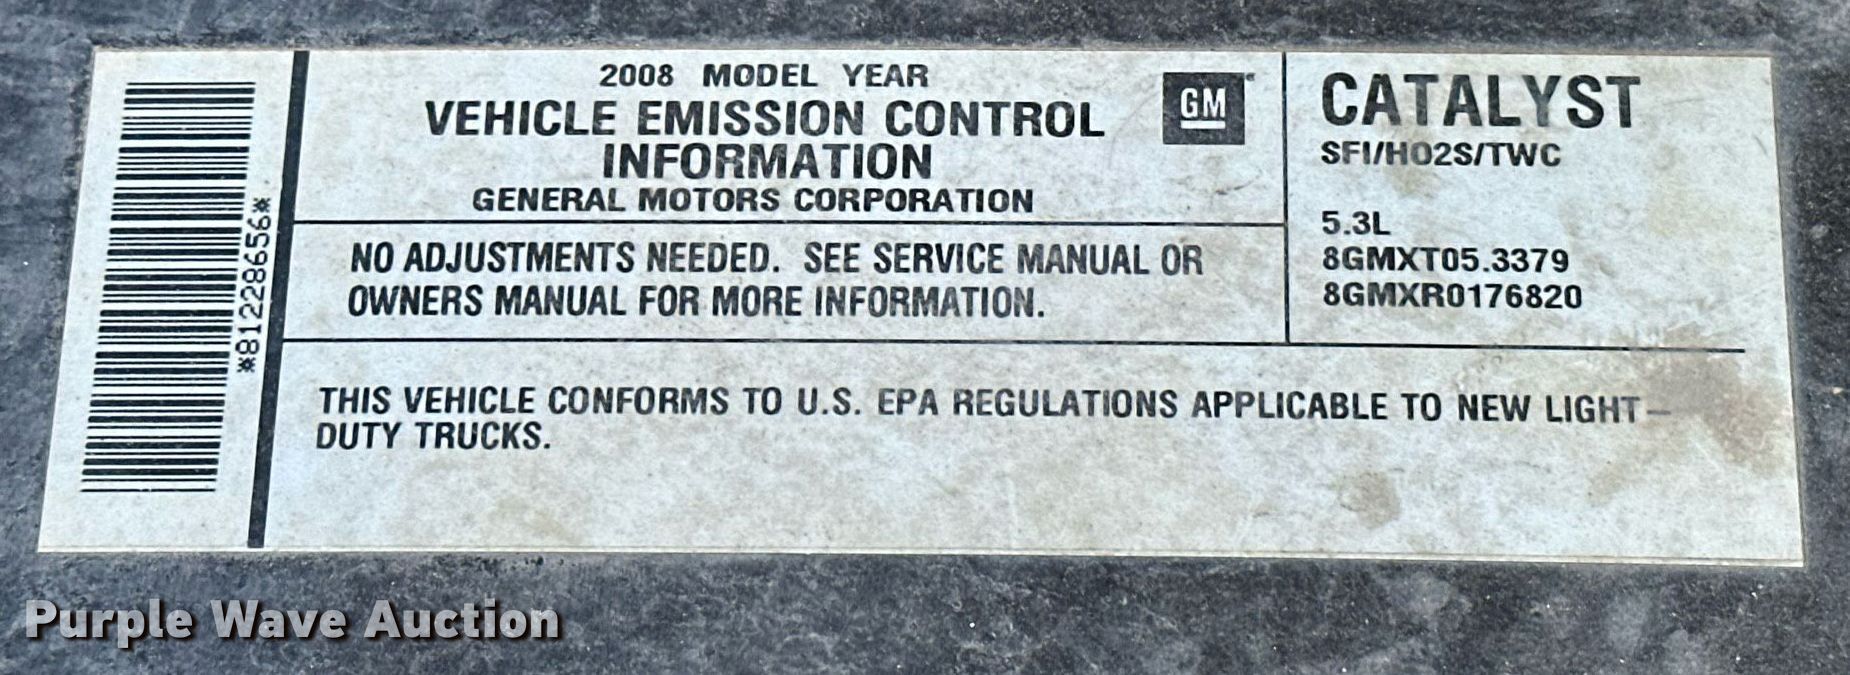 *812286​56*
2008 MODEL YEAR
VEHICLE EMISSION CONTROL
INFORMATION
GENERAL MOTORS CORPORATION
GM
NO ADJUSTMENTS NEEDED. SEE SERVICE MANUAL OR
OWNERS MANUAL FOR MORE INFORMATION.
CATALYST
SFI/HO2S/TWC
5.3L
8GMXT05.3379
8GMXR0176820
THIS VEHICLE CONFORMS TO U.S. EPA REGULATIONS APPLICABLE TO NEW LIGHT-
DUTY TRUCKS.
Purple Wave Auction